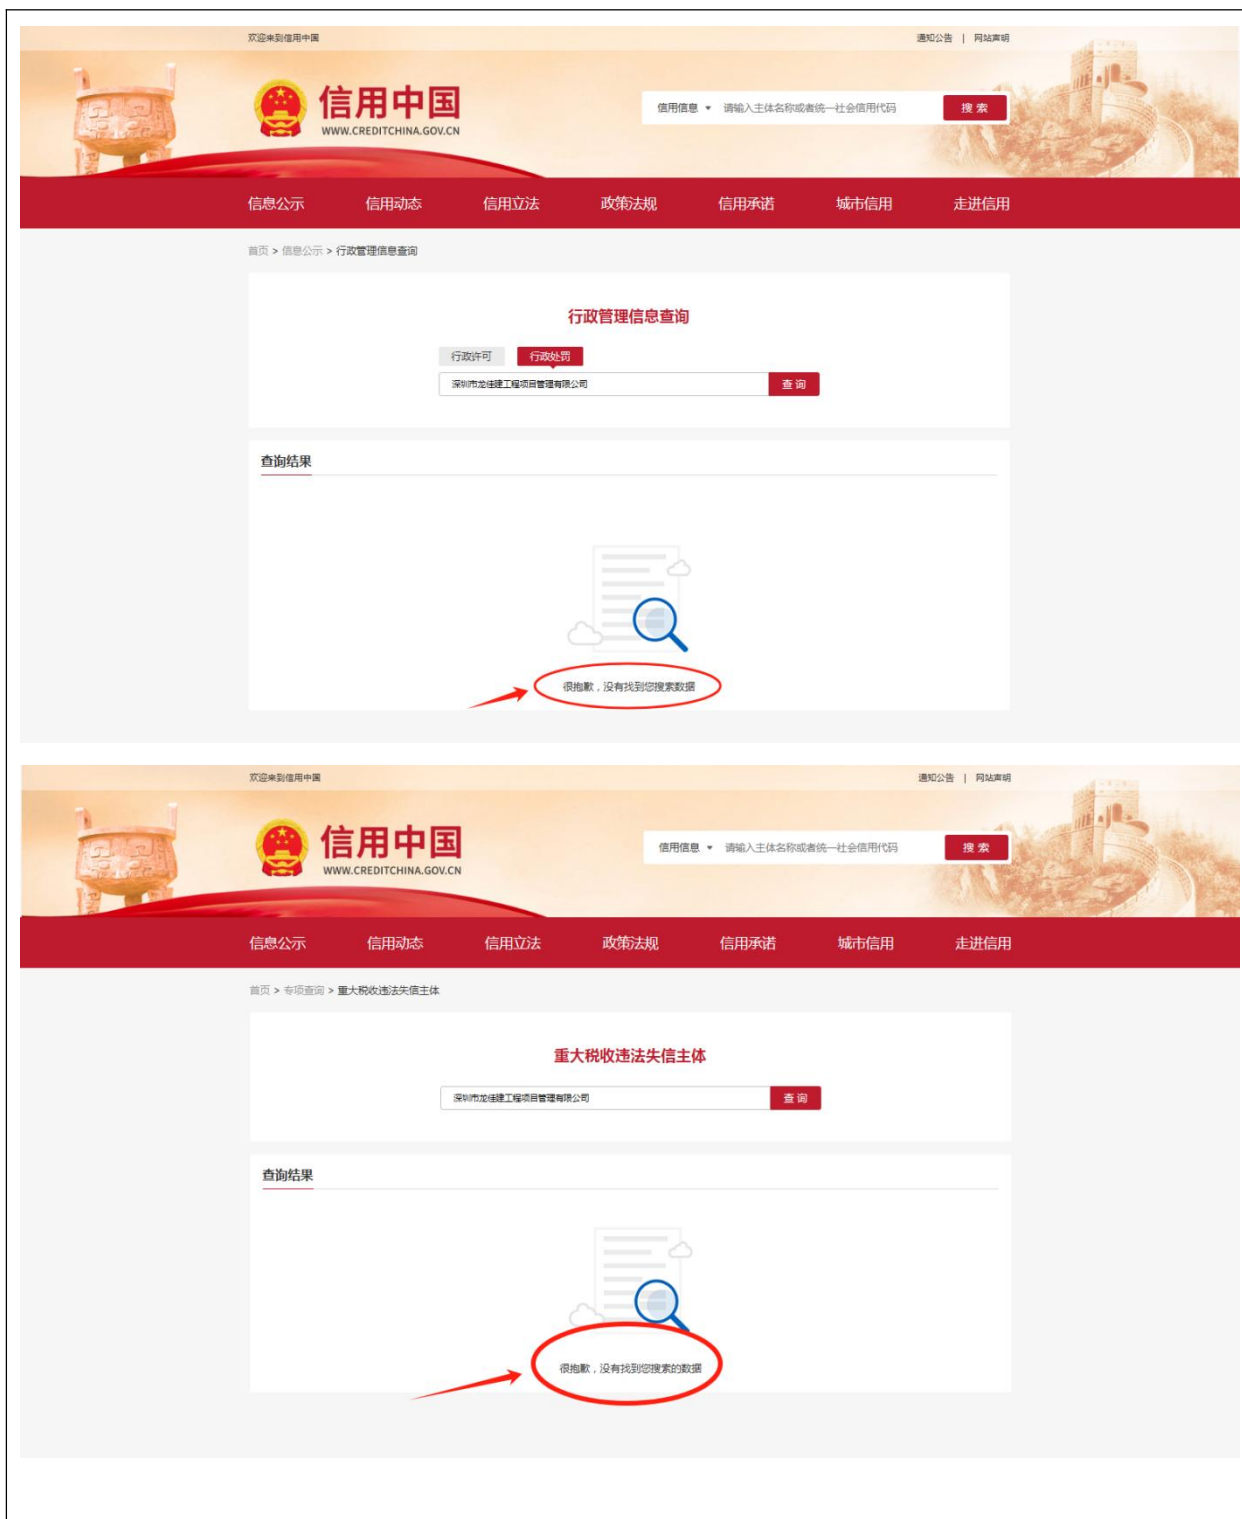 欢迎来到信用中国
通知公告 | 网站声明
信用中国
WWW.CREDITCHINA.GOV.CN
信用信息 请输入主体名称或者统一社会信用代码 搜索
信息公示 信用动态 信用立法 政策法规 信用承诺 城市信用 走进信用
首页 > 信息公示 > 行政管理信息查询
行政管理信息查询
行政许可 行政处罚
深圳市龙佳建工程项目管理有限公司 查询
查询结果
很抱歉，没有找到您搜索数据
欢迎来到信用中国
通知公告 | 网站声明
信用中国
WWW.CREDITCHINA.GOV.CN
信用信息 请输入主体名称或者统一社会信用代码 搜索
信息公示 信用动态 信用立法 政策法规 信用承诺 城市信用 走进信用
首页 > 专项查询 > 重大税收违法失信主体
重大税收违法失信主体
深圳市龙佳建工程项目管理有限公司 查询
查询结果
很抱歉，没有找到您搜索的数据